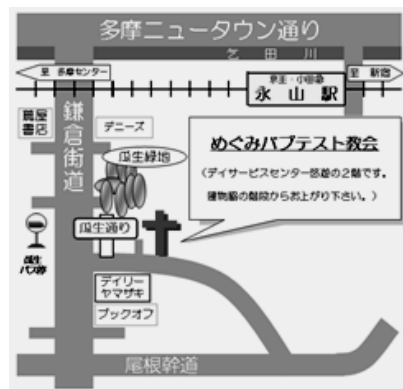 多摩ニュータウン通り
乞田川
至 多摩センター
京王・小田急
永山駅
至 新宿
蔦屋
書店
鎌倉街道
デニーズ
瓜生緑地
めぐみバプテスト教会
(デイサービスセンター
の2階です。
建物脇の階段からお上がり下さい。)
瓜生通り
瓜生
バス停
デイリー
ヤマザキ
ブックオフ
尾根幹道